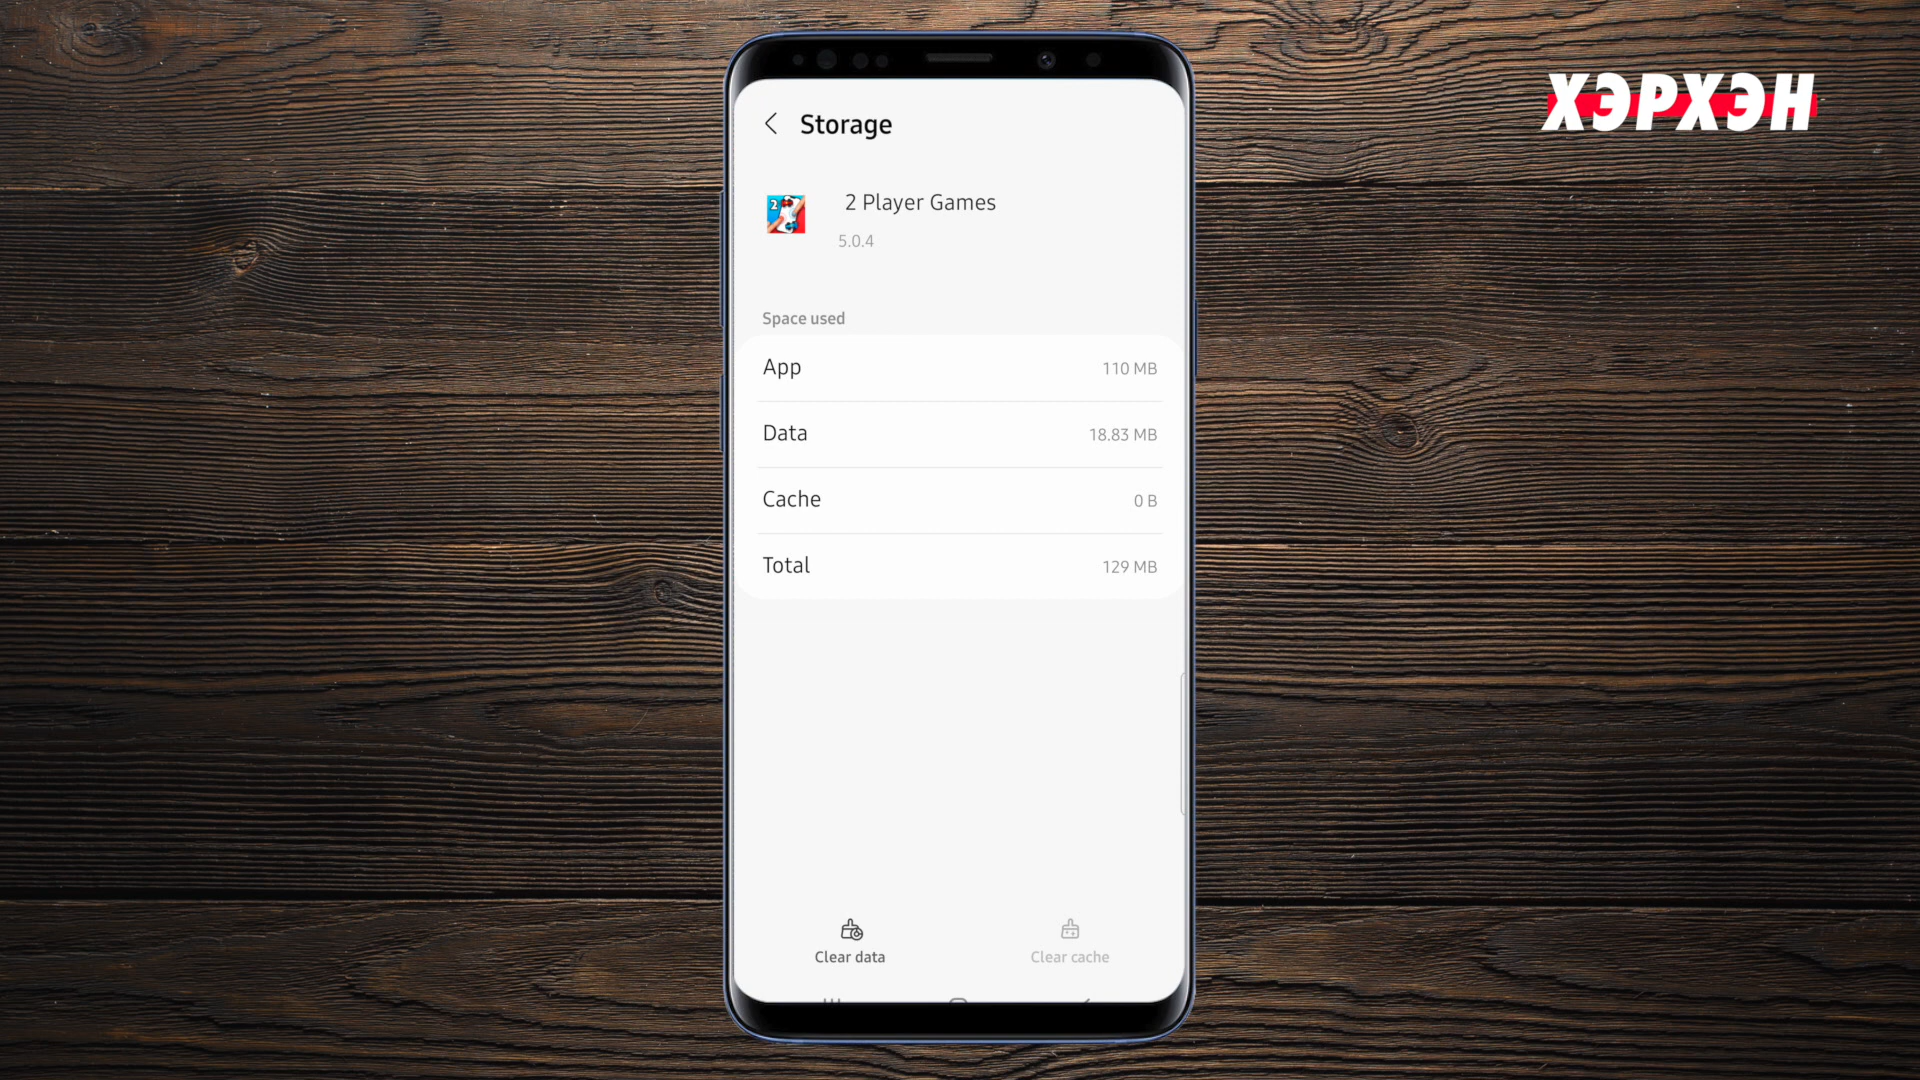 ХЭРХЭН
Storage
2
2 Player Games
5.0.4
Space used
App 110 MB
Data 18.83 MB
Cache 0 B
Total 129 MB
Clear data Clear cache